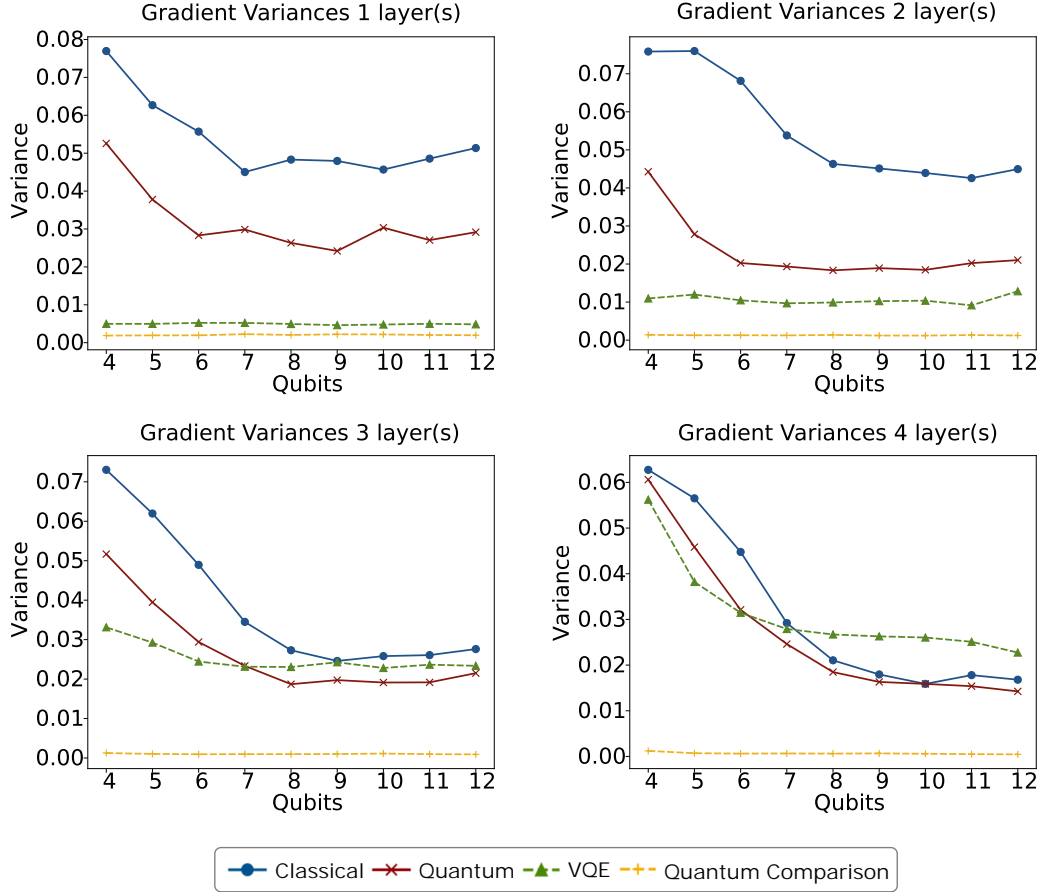 Gradient Variances 1 layer(s)
0.08
0.07
0.06
0.05
0.04
0.03
0.02
0.01
0.00
Variance
4 5 6 7 8 9 10 11 12
Qubits
Gradient Variances 2 layer(s)
0.07
0.06
0.05
0.04
0.03
0.02
0.01
0.00
Variance
4 5 6 7 8 9 10 11 12
Qubits
Gradient Variances 3 layer(s)
0.07
0.06
0.05
0.04
0.03
0.02
0.01
0.00
Variance
4 5 6 7 8 9 10 11 12
Qubits
Gradient Variances 4 layer(s)
0.06
0.05
0.04
0.03
0.02
0.01
0.00
Variance
4 5 6 7 8 9 10 11 12
Qubits
Classical Quantum VQE Quantum Comparison